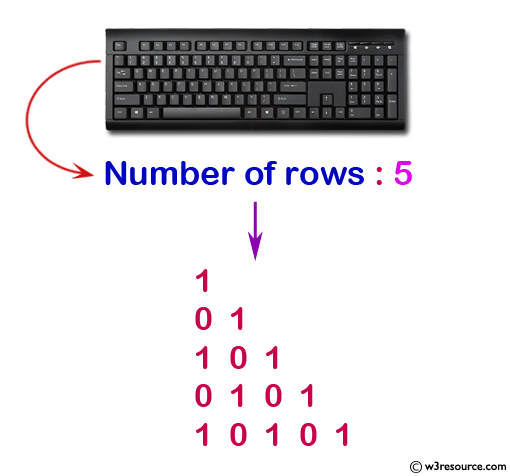 Number of rows : 5
1
0 1
1 0 1
0 1 0 1
1 0 1 0 1
© w3resource.com